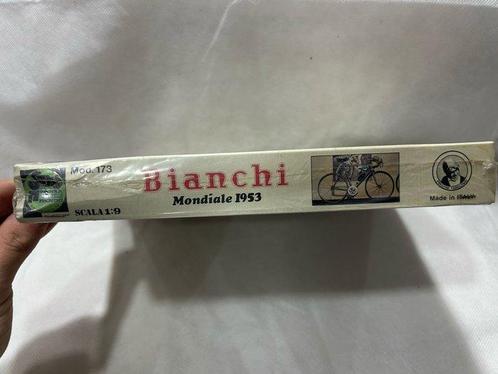 Mod. 173
SCALA 1:9
Bianchi
Mondiale 1953
Made in Italy